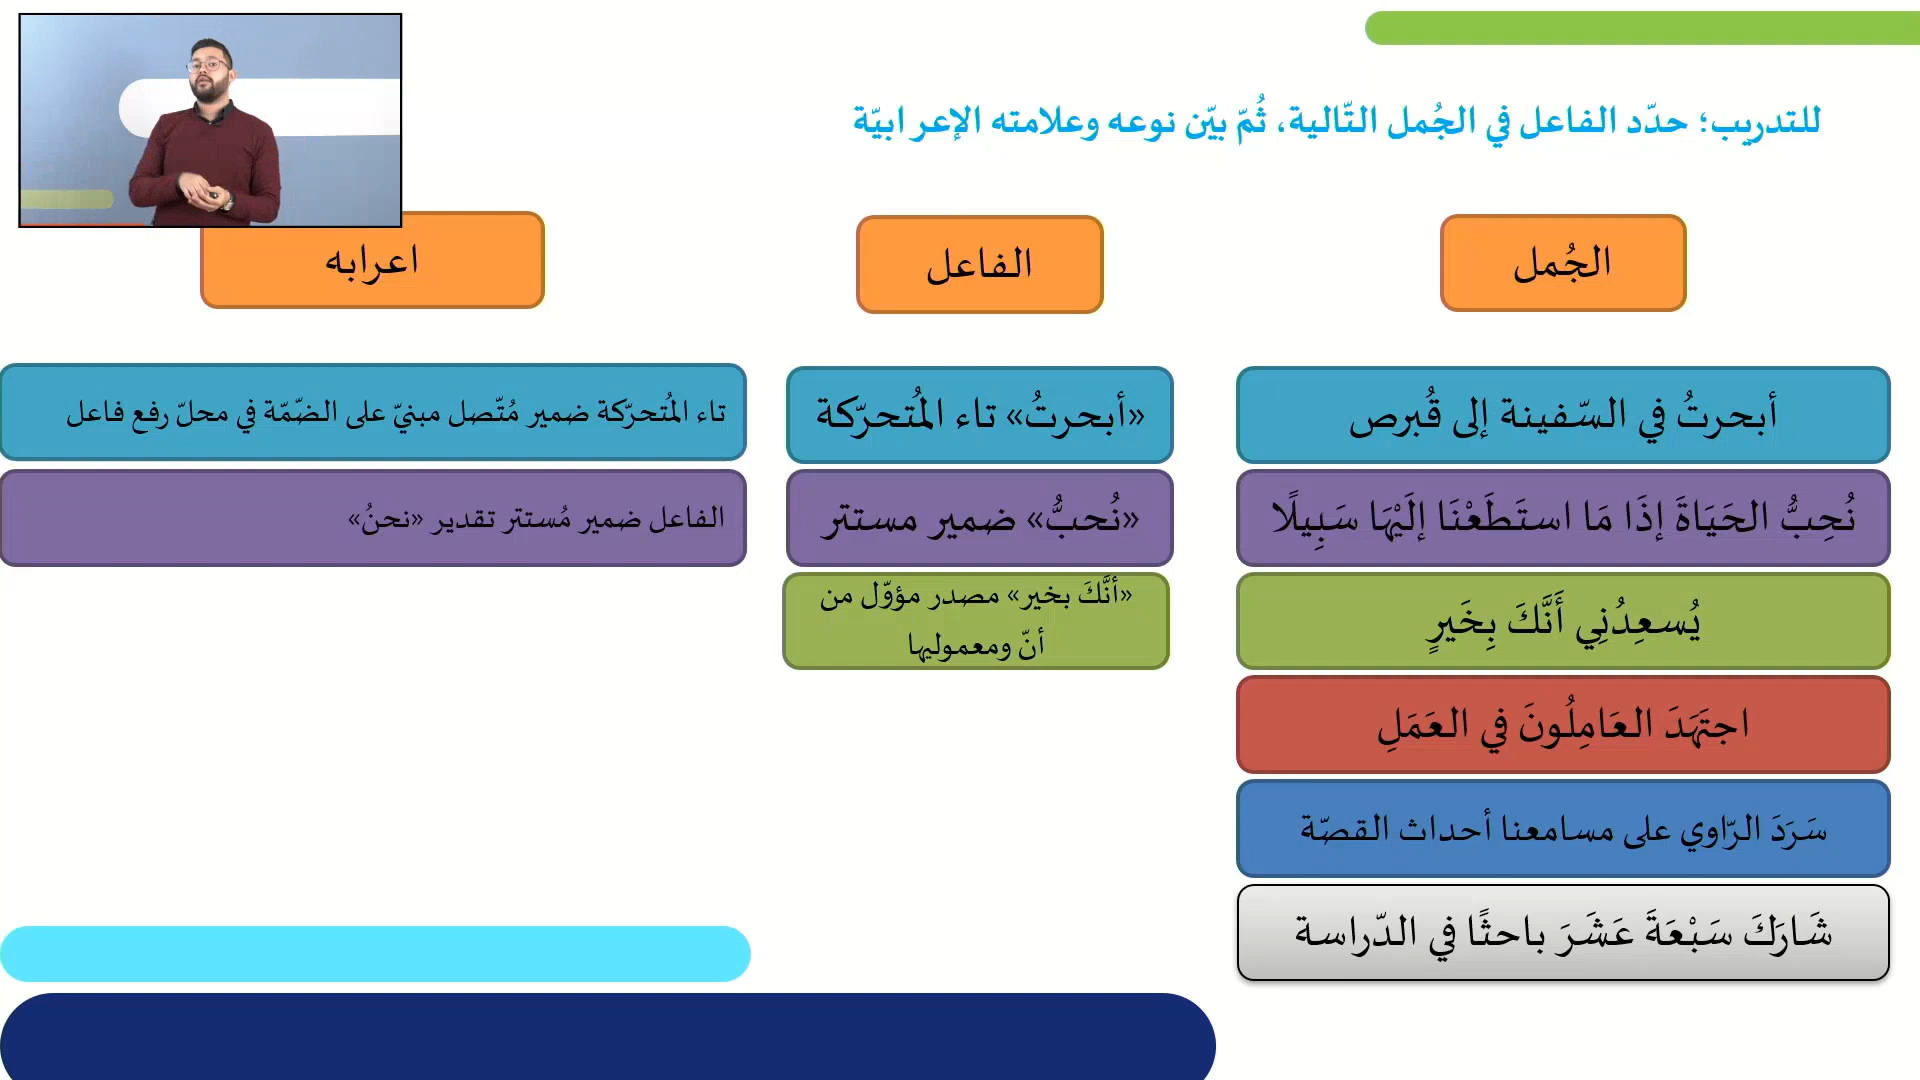 للتدريب؛ حدّد الفاعل في الجُمل التّالية، ثُمّ بيّن نوعه وعلامته الإعرابيّة
الجُمل
الفاعل
اعرابه
أبحرتُ في السّفينة إلى قُبرص
«أبحرتُ» تاء المُتحرّكة
تاء المُتحرّكة ضمير مُتّصل مبنيّ على الضّمّة في محلّ رفع فاعل
نُحِبُّ الحَيَاةَ إذَا مَا استَطَعْنَا إلَيْهَا سَبِيلًا
«نُحبُّ» ضمير مستتر
الفاعل ضمير مُستتر تقدير «نحنُ»
يُسعِدُنِي أَنَّكَ بِخَيرٍ
«أنَّكَ بخير» مصدر مؤوّل من
أنّ ومعموليها
اجتَهَدَ العَامِلُونَ في العَمَلِ
سَرَدَ الرّاوي على مسامعنا أحداث القصّة
شَارَكَ سَبْعَةَ عَشَرَ باحثًا في الدّراسة